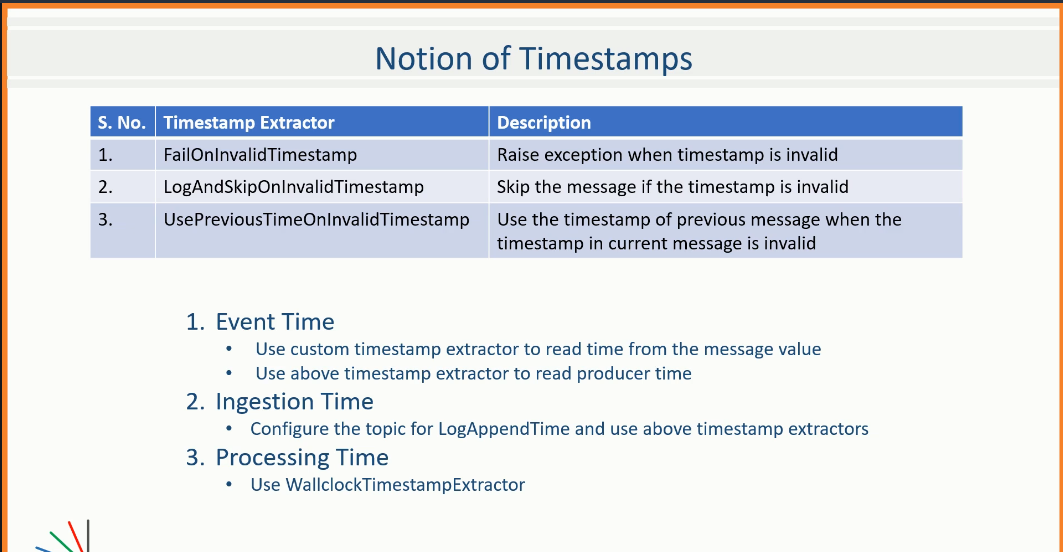 Notion of Timestamps
S. No. Timestamp Extractor Description
1. FailOnInvalidTimestamp Raise exception when timestamp is invalid
2. LogAndSkipOnInvalidTimestamp Skip the message if the timestamp is invalid
3. UsePreviousTimeOnInvalidTimestamp Use the timestamp of previous message when the
timestamp in current message is invalid
1. Event Time
• Use custom timestamp extractor to read time from the message value
• Use above timestamp extractor to read producer time
2. Ingestion Time
• Configure the topic for LogAppendTime and use above timestamp extractors
3. Processing Time
• Use WallclockTimestampExtractor